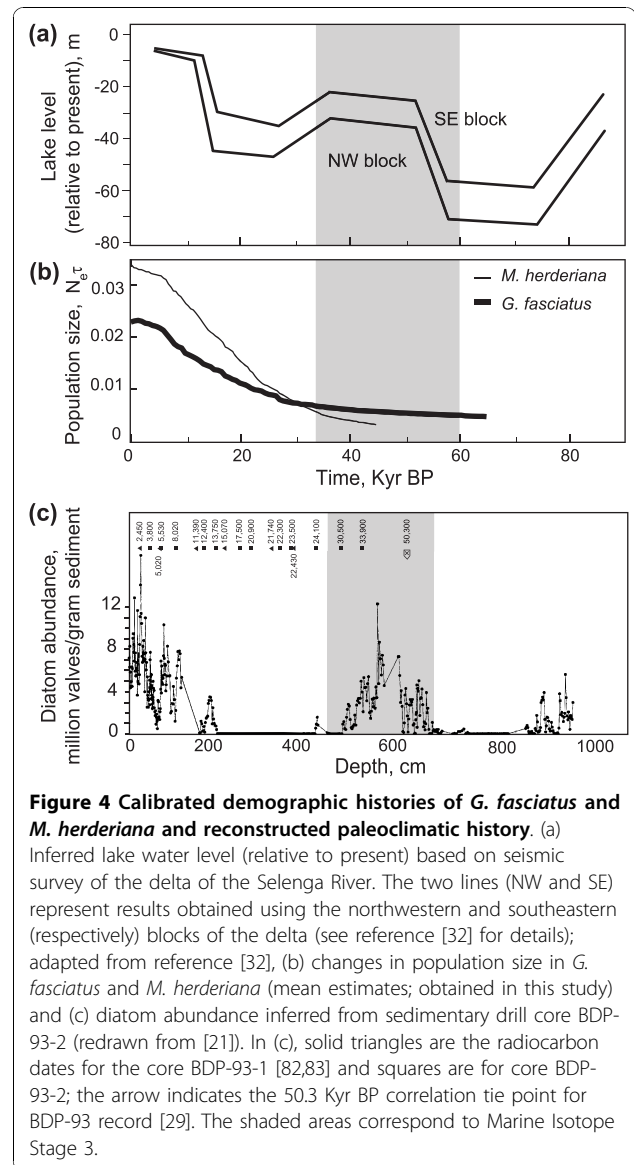 (a)
0
-20
-40
-60
-80
Lake level
(relative to present), m
SE block
NW block
(b)
0.03
0.02
0.01
0
Population size, Neτ
M. herderiana
G. fasciatus
0 20 40 60 80
Time, Kyr BP
(c)
2,450
3,800
5,020
5,530
8,020
11,390
12,400
13,750
15,070
17,500
20,900
21,740
22,300
22,430
23,500
24,100
30,500
33,900
50,300
12
8
4
0
Diatom abundance,
million valves/gram sediment
0 200 400 600 800 1000
Depth, cm
Figure 4 Calibrated demographic histories of G. fasciatus and
M. herderiana and reconstructed paleoclimatic history. (a)
Inferred lake water level (relative to present) based on seismic
survey of the delta of the Selenga River. The two lines (NW and SE)
represent results obtained using the northwestern and southeastern
(respectively) blocks of the delta (see reference [32] for details);
adapted from reference [32], (b) changes in population size in G.
fasciatus and M. herderiana (mean estimates; obtained in this study)
and (c) diatom abundance inferred from sedimentary drill core BDP-
93-2 (redrawn from [21]). In (c), solid triangles are the radiocarbon
dates for the core BDP-93-1 [82,83] and squares are for core BDP-
93-2; the arrow indicates the 50.3 Kyr BP correlation tie point for
BDP-93 record [29]. The shaded areas correspond to Marine Isotope
Stage 3.